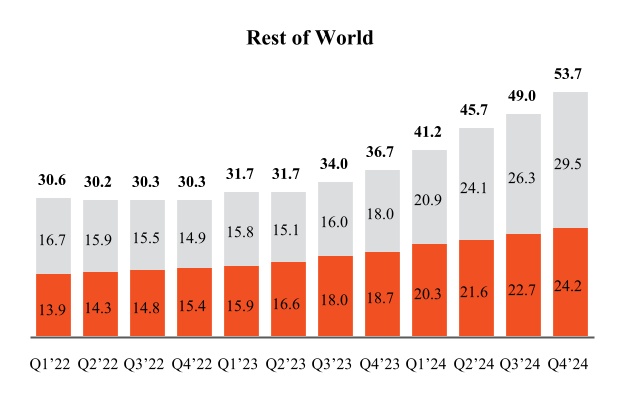 Rest of World
30.6 30.2 30.3 30.3 31.7 31.7 34.0 36.7 41.2 45.7 49.0 53.7
16.7 15.9 15.5 14.9 15.8 15.1 16.0 18.0 20.9 24.1 26.3 29.5
13.9 14.3 14.8 15.4 15.9 16.6 18.0 18.7 20.3 21.6 22.7 24.2
Q1’22 Q2’22 Q3’22 Q4’22 Q1’23 Q2’23 Q3’23 Q4’23 Q1’24 Q2’24 Q3’24 Q4’24